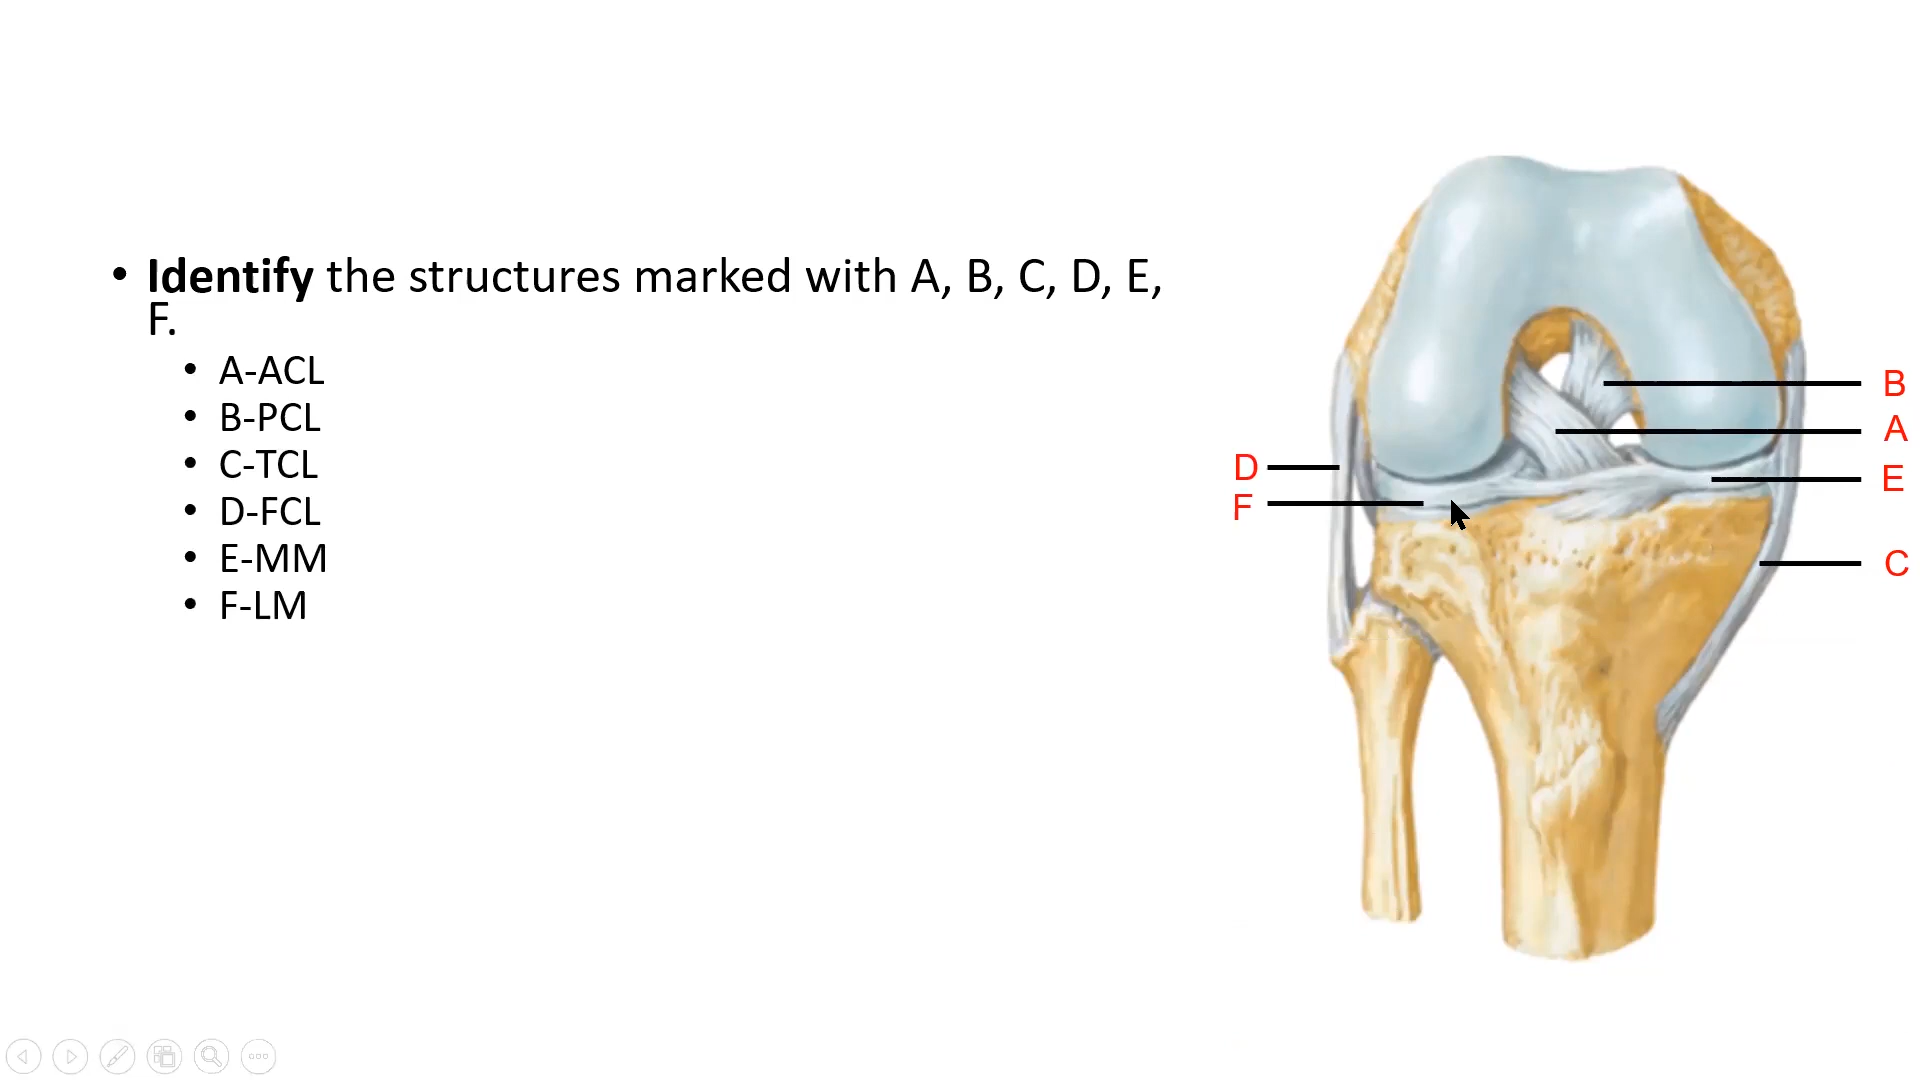 • Identify the structures marked with A, B, C, D, E,
F.
• A-ACL
• B-PCL
• C-TCL
• D-FCL
• E-MM
• F-LM
B
A
D
E
F
C